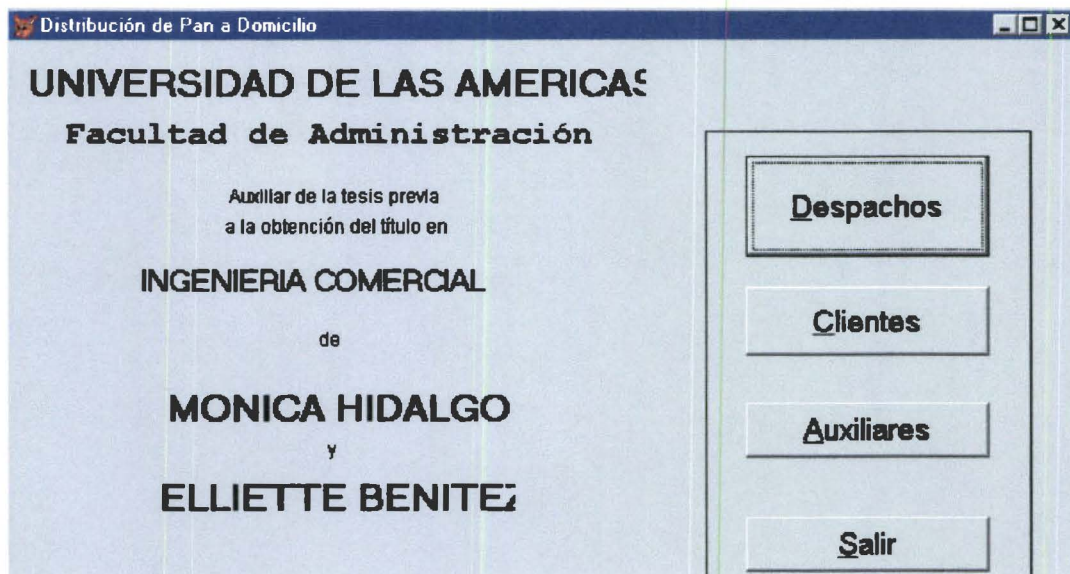 Distribución de Pan a Domicilio
UNIVERSIDAD DE LAS AMERICAS
Facultad de Administración
Auxiliar de la tesis previa
a la obtención del título en
INGENIERIA COMERCIAL
de
MONICA HIDALGO
y
ELLIETTE BENITEZ
Despachos
Clientes
Auxiliares
Salir